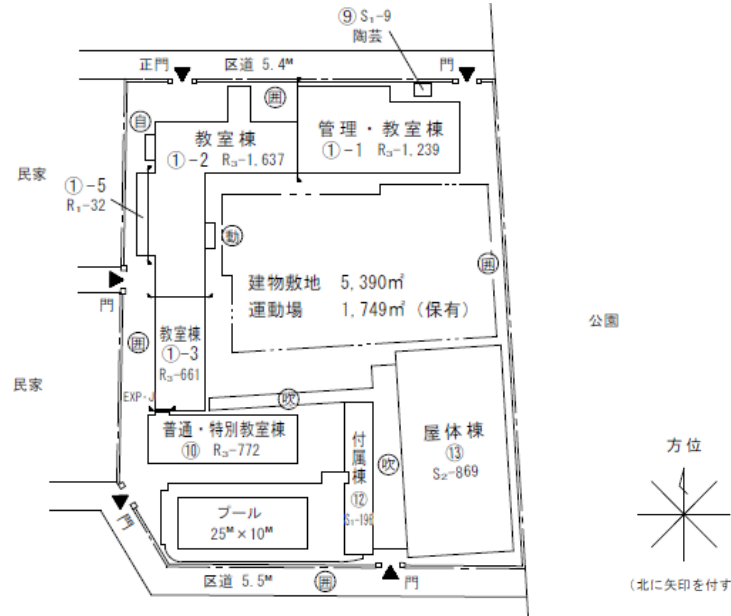 ⑨ S₁-9
陶芸
正門
区道 5.4ᴹ
門
囲
自
教室棟
①-2 R₃-1,637
管理・教室棟
①-1 R₃-1,239
民家
①-5
R₁-32
動
囲
建物敷地 5,390㎡
運動場 1,749㎡（保有）
門
公園
囲
教室棟
①-3
R₃-661
民家
EXP-J
吹
普通・特別教室棟
⑩ R₃-772
付属棟
⑫
屋体棟
⑬
S₂-869
吹
方位
プール
25ᴹ×10ᴹ
門
区道 5.5ᴹ
囲
門
（北に矢印を付す